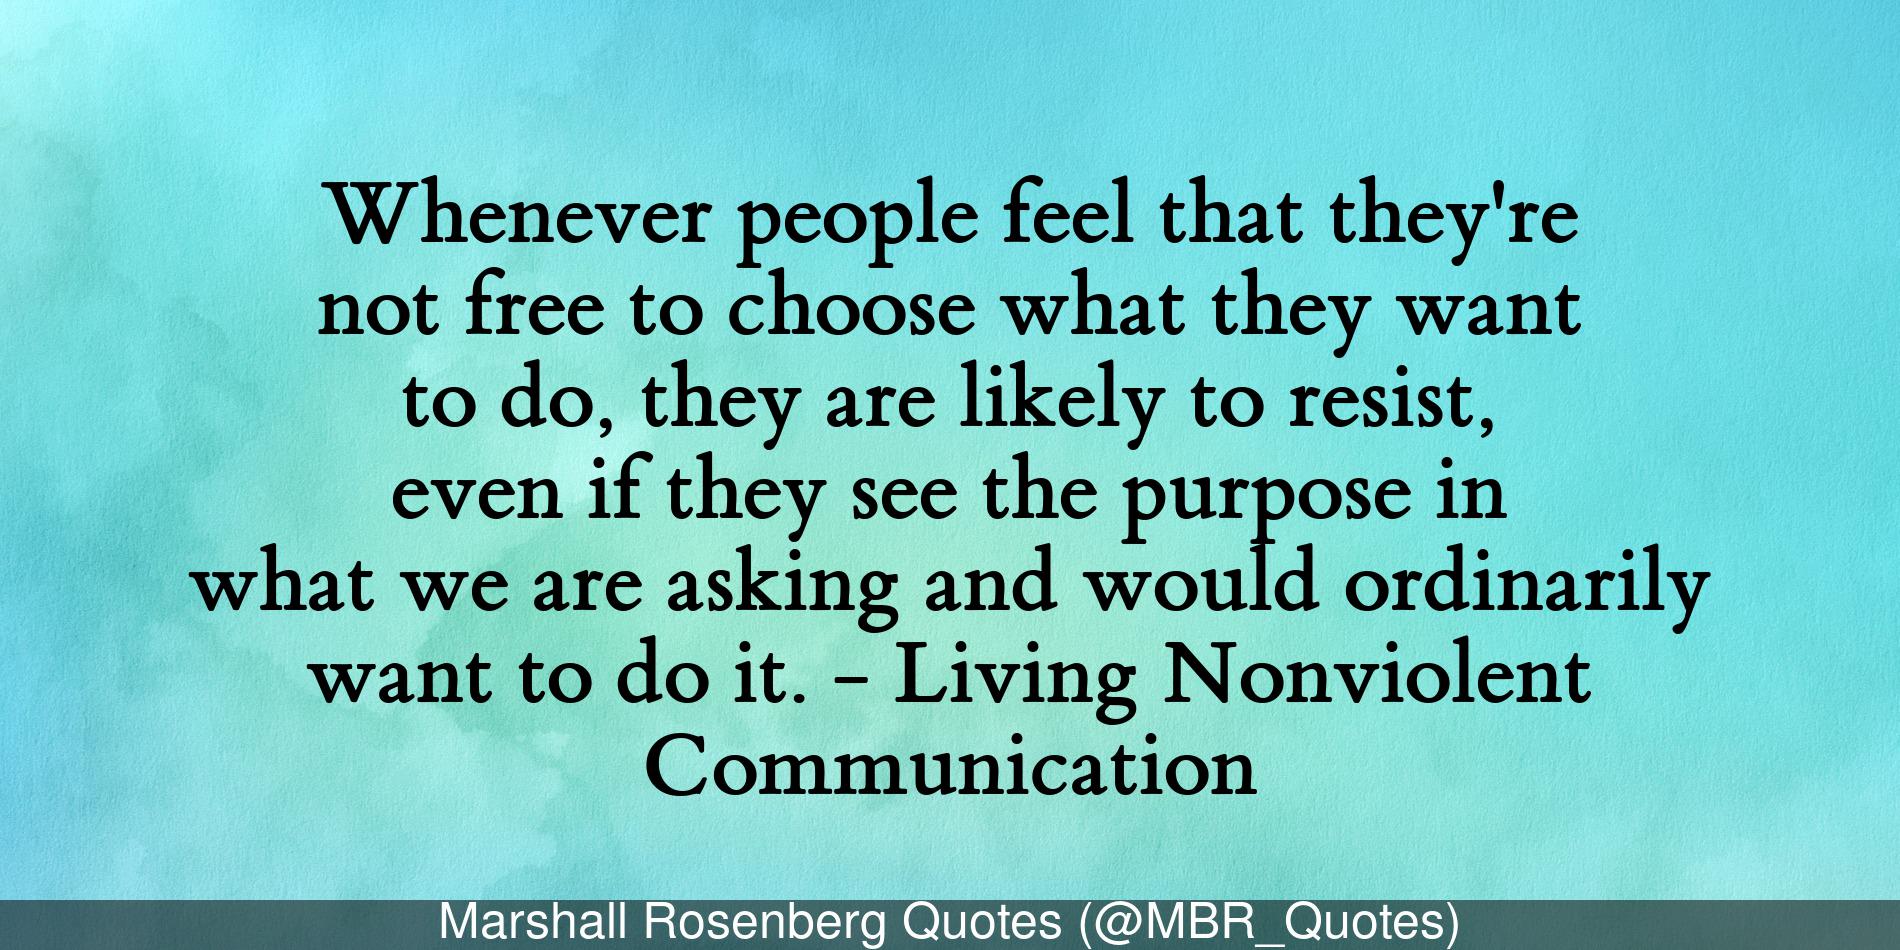 Whenever people feel that they're
not free to choose what they want
to do, they are likely to resist,
even if they see the purpose in
what we are asking and would ordinarily
want to do it. – Living Nonviolent
Communication
Marshall Rosenberg Quotes (@MBR_Quotes)